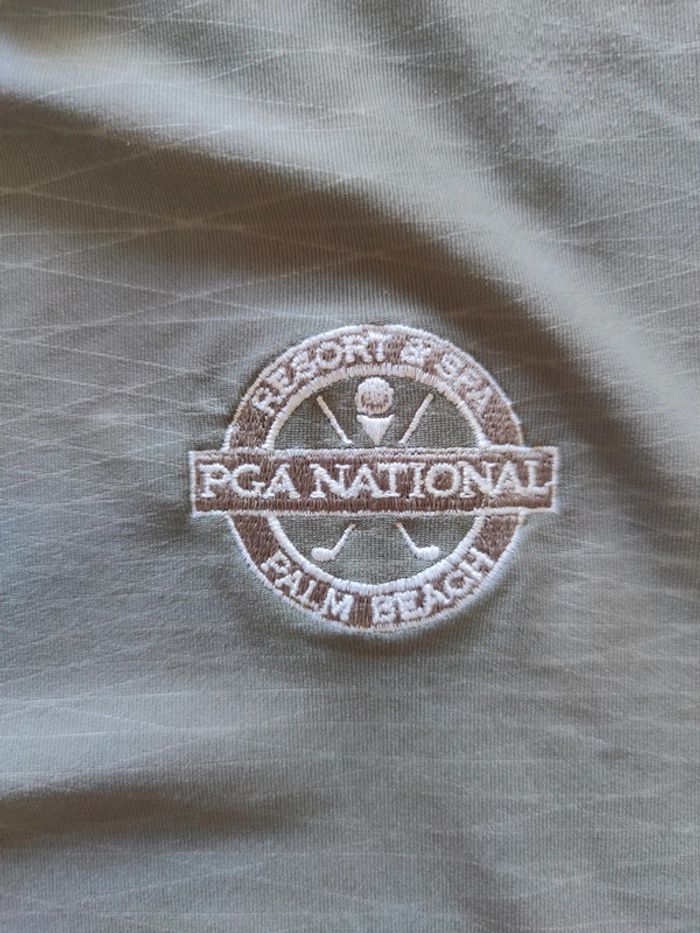 RESORT & SPA
PGA NATIONAL
PALM BEACH